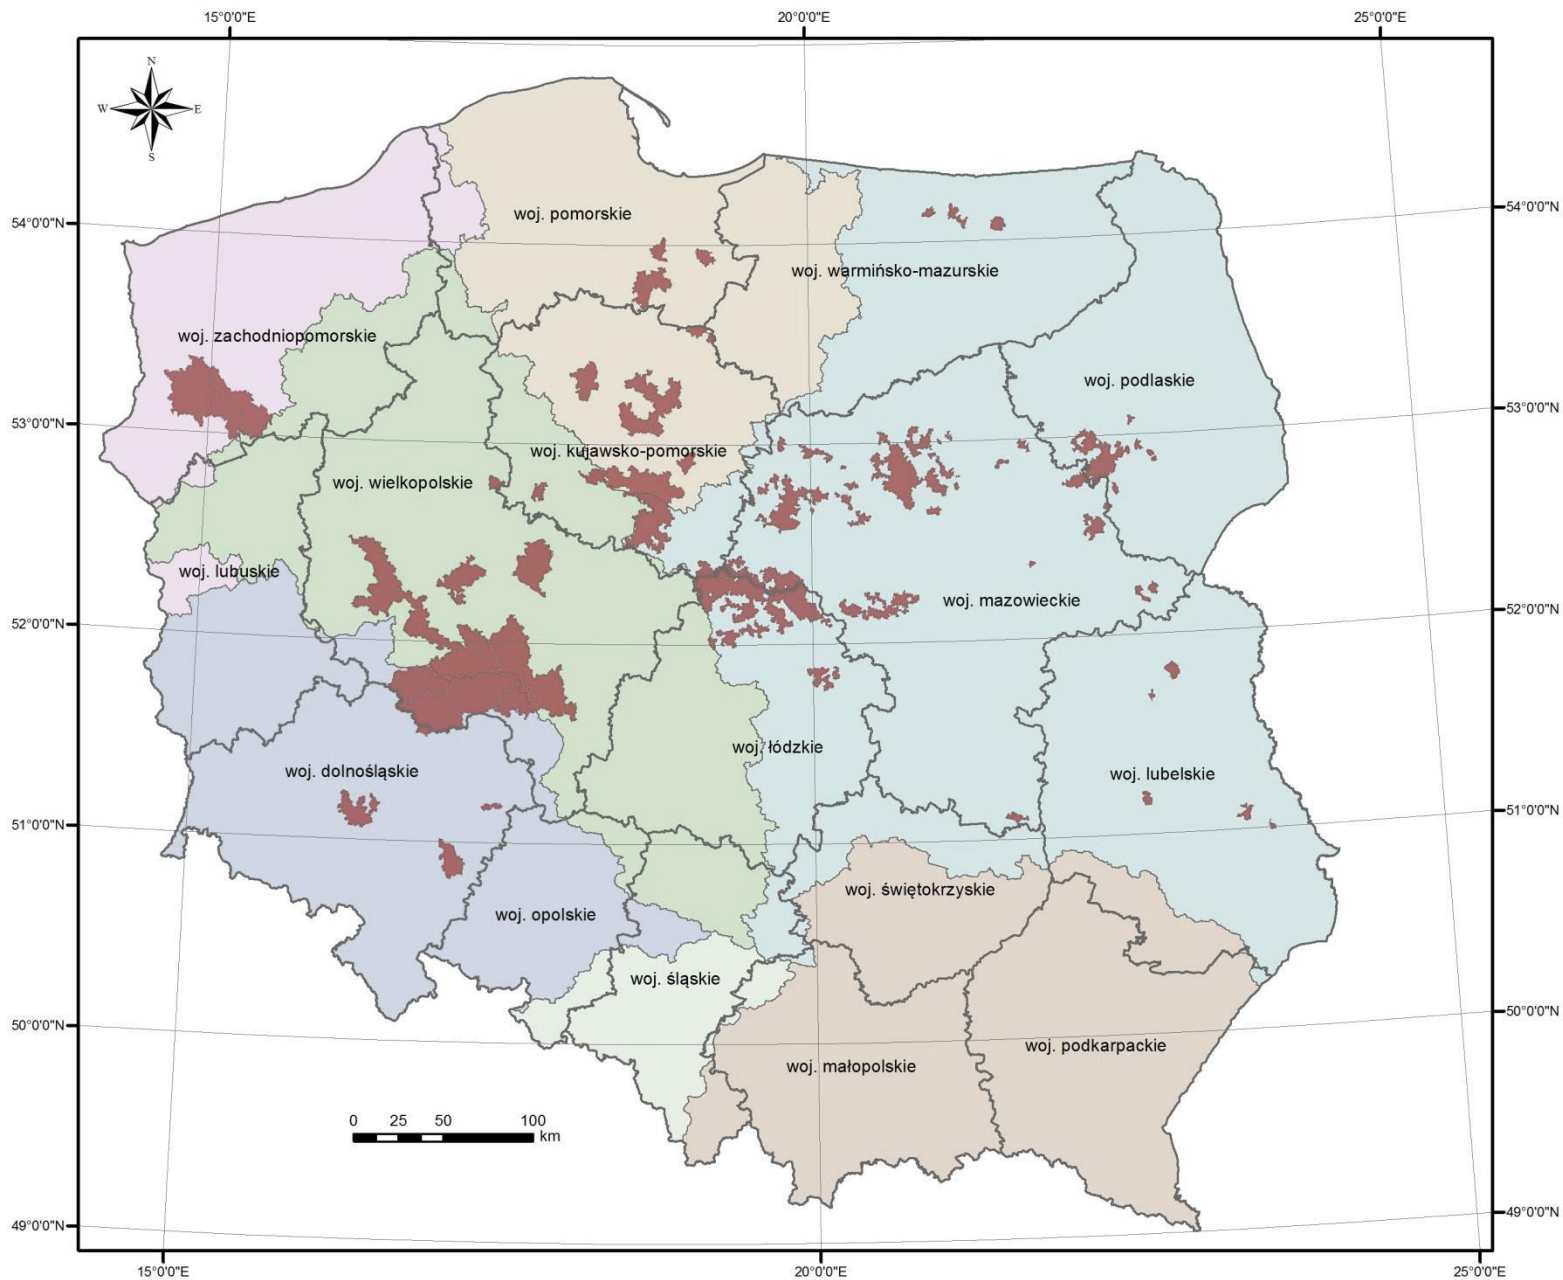 15°0'0"E 20°0'0"E 25°0'0"E
N
W E
S
54°0'0"N 54°0'0"N
woj. pomorskie
woj. warmińsko-mazurskie
woj. zachodniopomorskie
woj. podlaskie
53°0'0"N 53°0'0"N
woj. kujawsko-pomorskie
woj. wielkopolskie
woj. lubuskie
woj. mazowieckie
52°0'0"N 52°0'0"N
woj. łódzkie
woj. dolnośląskie
woj. lubelskie
51°0'0"N 51°0'0"N
woj. świętokrzyskie
woj. opolskie
woj. śląskie
50°0'0"N 50°0'0"N
woj. podkarpackie
woj. małopolskie
0 25 50 100
km
49°0'0"N 49°0'0"N
15°0'0"E 20°0'0"E 25°0'0"E